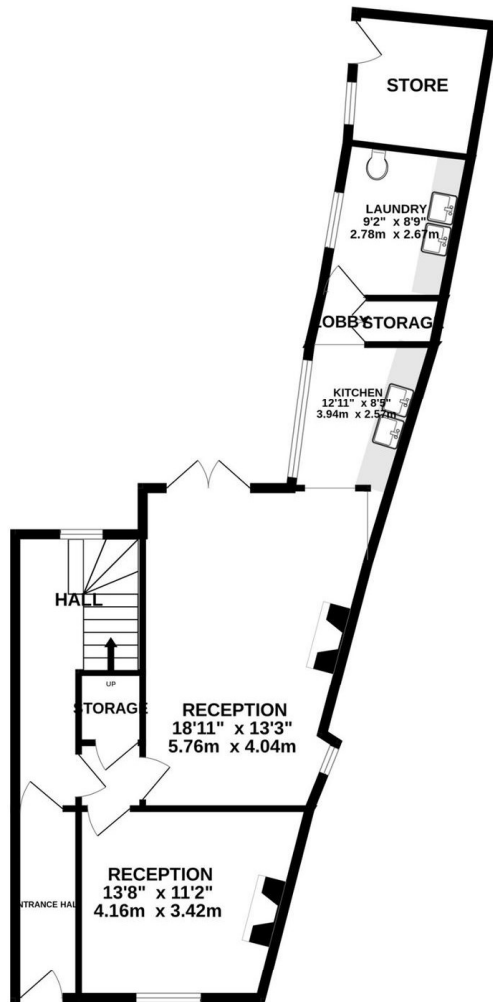 STORE
LAUNDRY
9'2" x 8'9"
2.78m x 2.67m
LOBBY
STORAGE
KITCHEN
12'11" x 8'5"
3.94m x 2.57m
HALL
UP
STORAGE
RECEPTION
18'11" x 13'3"
5.76m x 4.04m
RECEPTION
13'8" x 11'2"
4.16m x 3.42m
ENTRANCE HALL